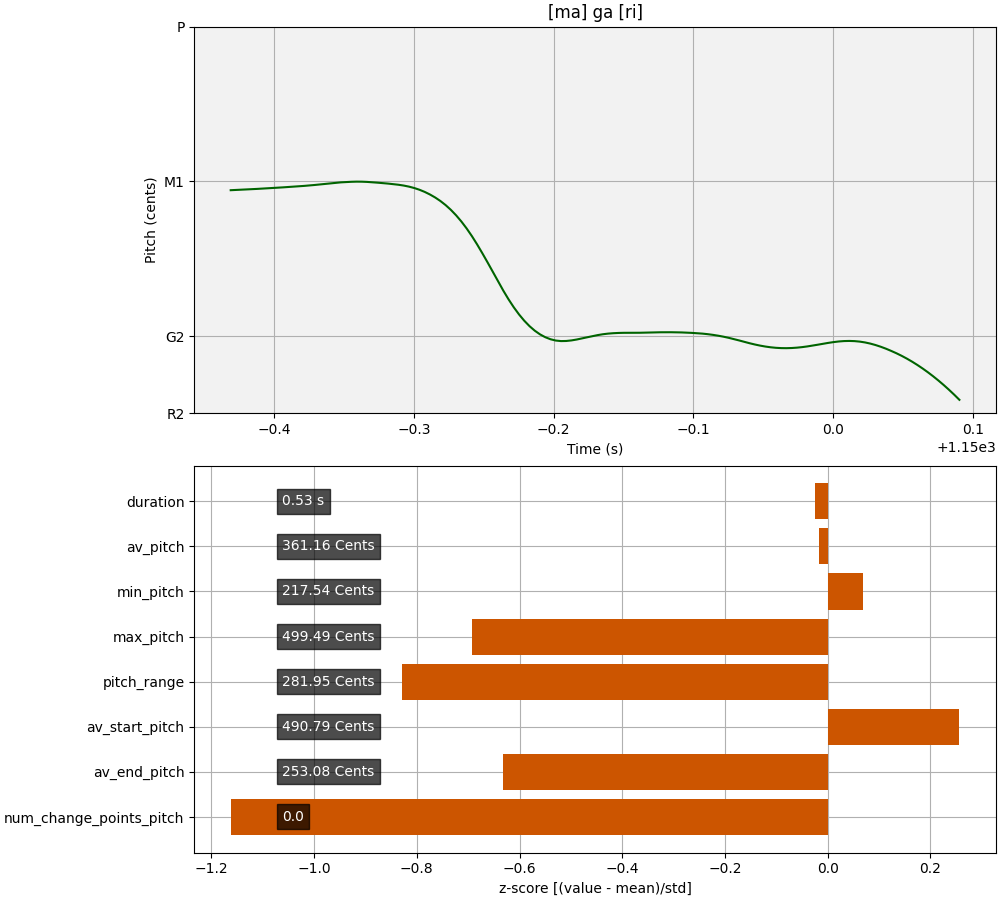 [ma] ga [ri]
P
M1
G2
R2
Pitch (cents)
−0.4 −0.3 −0.2 −0.1 0.0 0.1
+1.15e3
Time (s)
duration 0.53 s
av_pitch 361.16 Cents
min_pitch 217.54 Cents
max_pitch 499.49 Cents
pitch_range 281.95 Cents
av_start_pitch 490.79 Cents
av_end_pitch 253.08 Cents
num_change_points_pitch 0.0
−1.2 −1.0 −0.8 −0.6 −0.4 −0.2 0.0 0.2
z-score [(value - mean)/std]